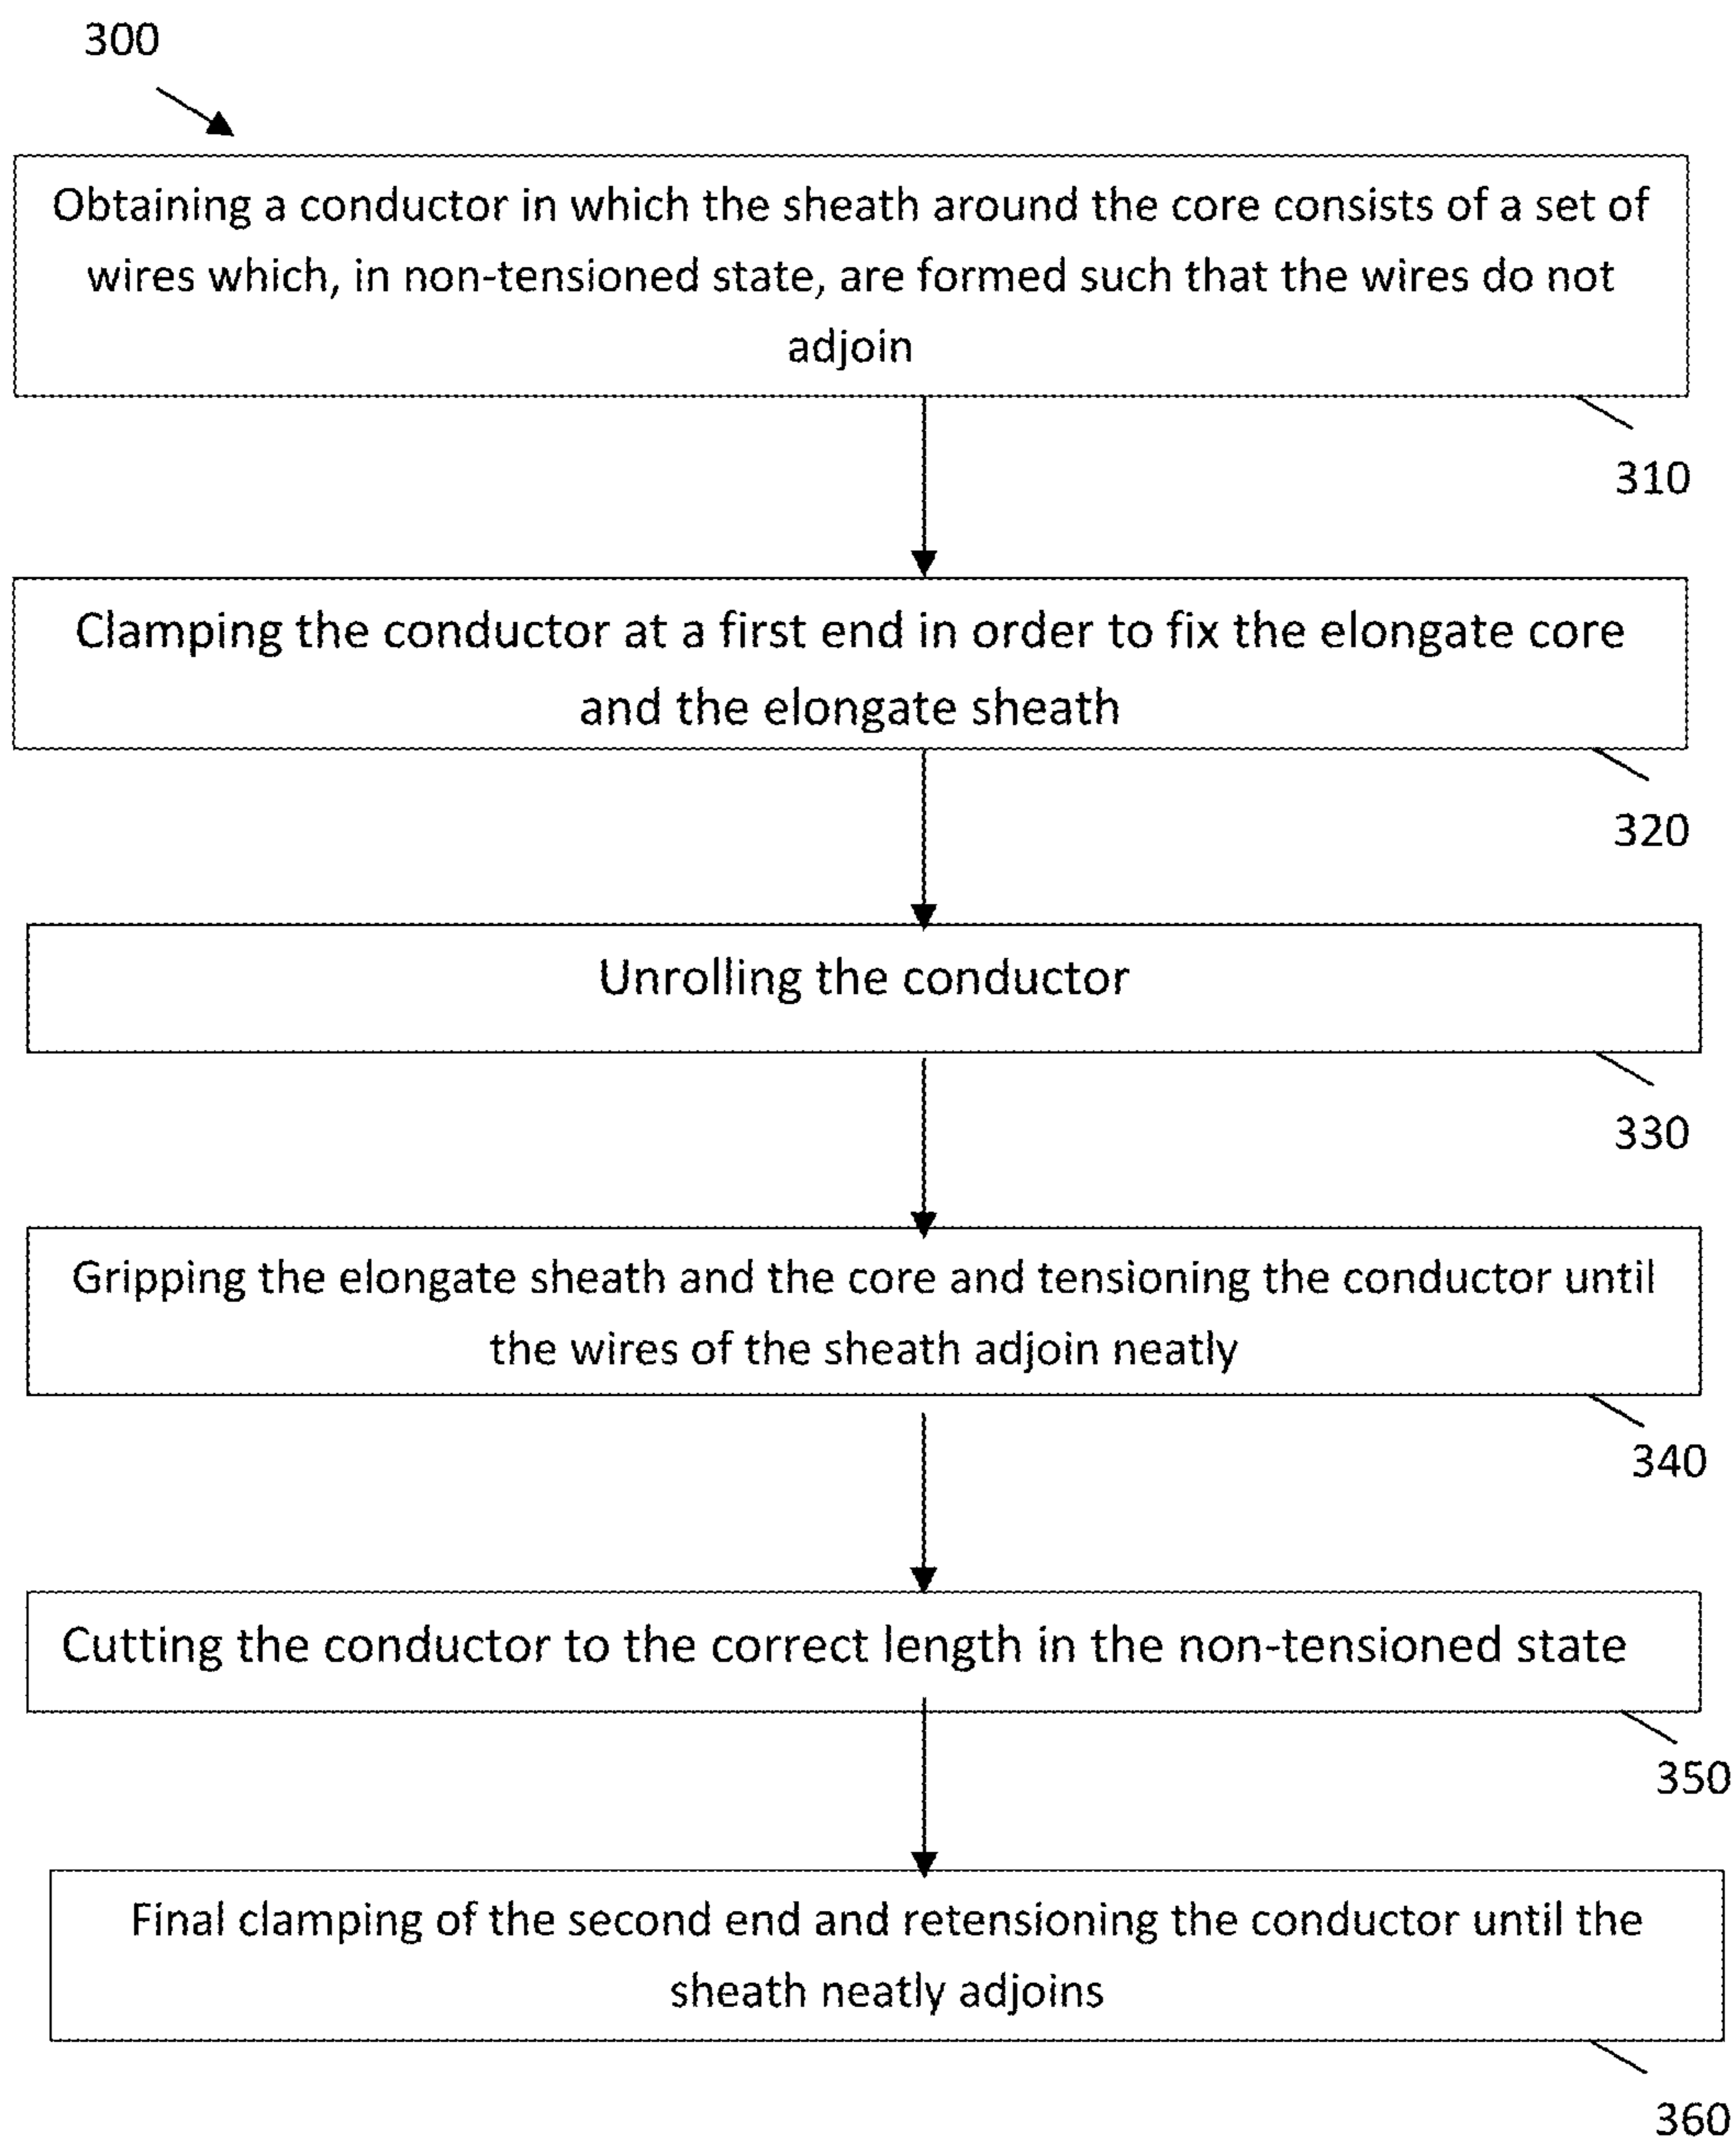 300
Obtaining a conductor in which the sheath around the core consists of a set of
wires which, in non-tensioned state, are formed such that the wires do not
adjoin
310
Clamping the conductor at a first end in order to fix the elongate core
and the elongate sheath
320
Unrolling the conductor
330
Gripping the elongate sheath and the core and tensioning the conductor until
the wires of the sheath adjoin neatly
340
Cutting the conductor to the correct length in the non-tensioned state
350
Final clamping of the second end and retensioning the conductor until the
sheath neatly adjoins
360